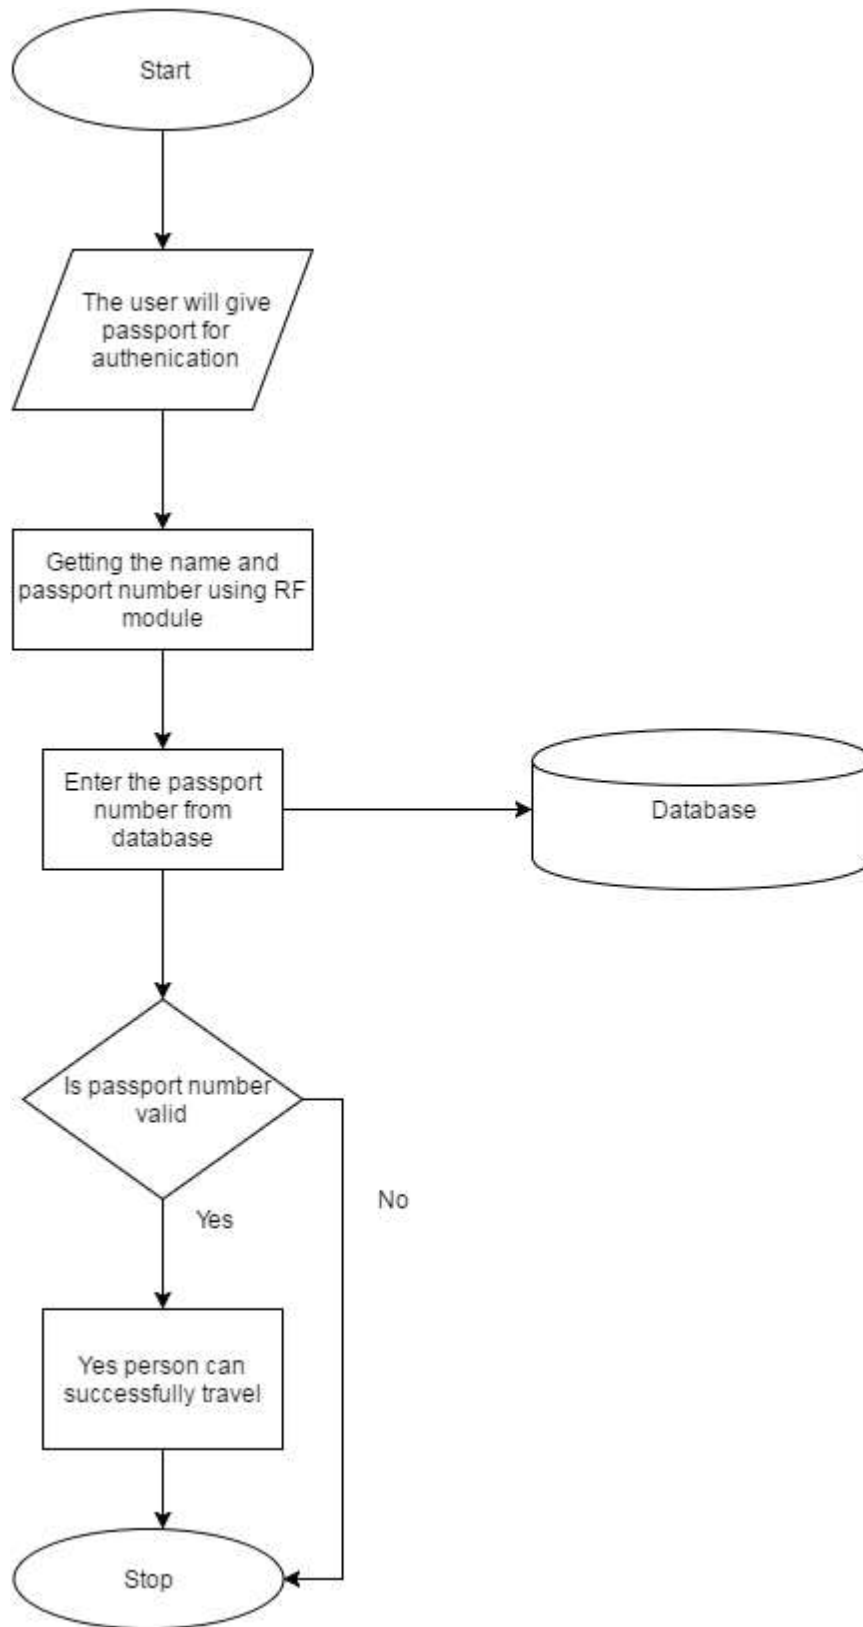 Start
The user will give
passport for
authenication
Getting the name and
passport number using RF
module
Enter the passport
number from
database
Database
Is passport number
valid
Yes
No
Yes person can
successfully travel
Stop